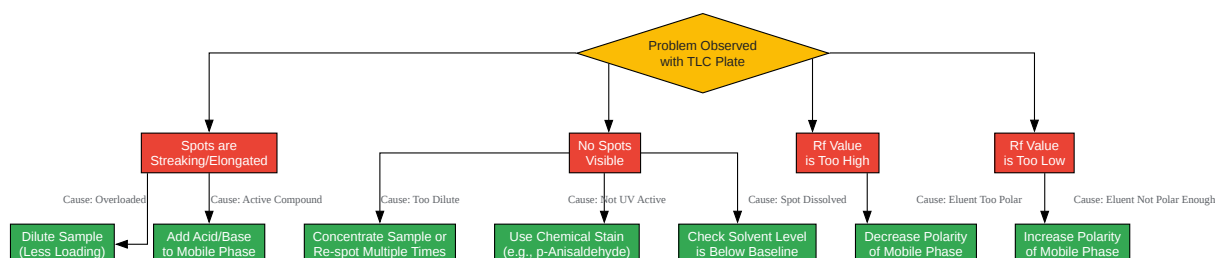 Problem Observed
with TLC Plate
Spots are
Streaking/Elongated
No Spots
Visible
Rf Value
is Too High
Rf Value
is Too Low
Cause: Overloaded
Cause: Active Compound
Cause: Too Dilute
Cause: Not UV Active
Cause: Spot Dissolved
Cause: Eluent Too Polar
Cause: Eluent Not Polar Enough
Dilute Sample
(Less Loading)
Add Acid/Base
to Mobile Phase
Concentrate Sample or
Re-spot Multiple Times
Use Chemical Stain
(e.g., p-Anisaldehyde)
Check Solvent Level
is Below Baseline
Decrease Polarity
of Mobile Phase
Increase Polarity
of Mobile Phase